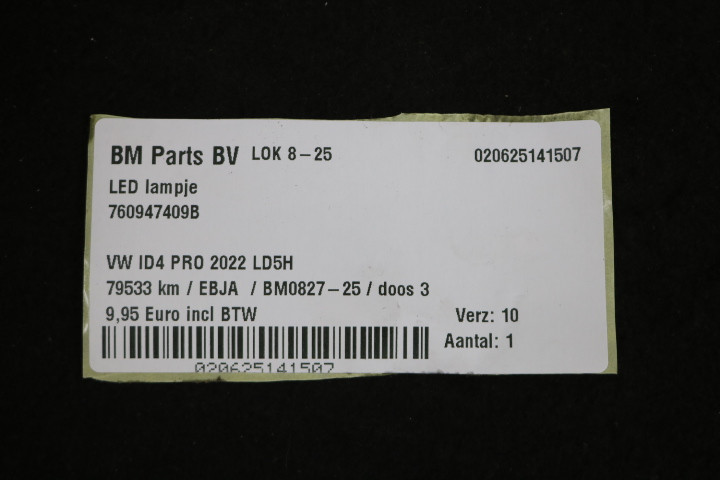 BM Parts BV LOK 8-25 020625141507
LED lampje
760947409B
VW ID4 PRO 2022 LD5H
79533 km / EBJA / BM0827-25 / doos 3
9,95 Euro incl BTW Verz: 10
Aantal: 1
020625141507